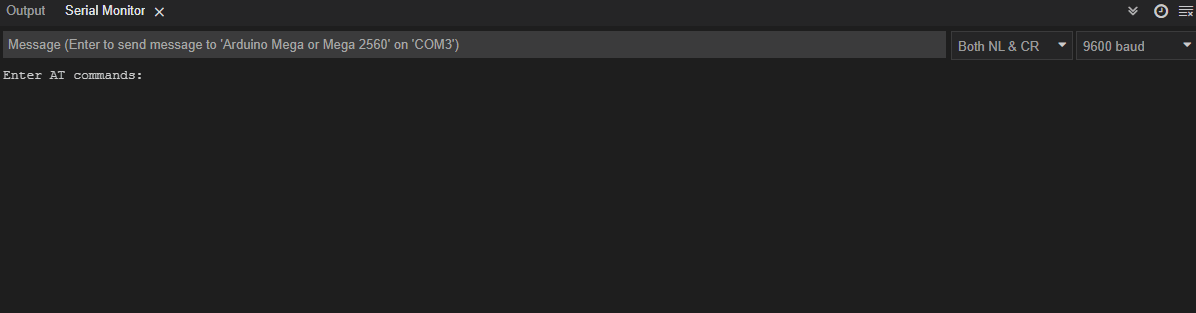 Output Serial Monitor
Message (Enter to send message to 'Arduino Mega or Mega 2560' on 'COM3') Both NL & CR 9600 baud
Enter AT commands: